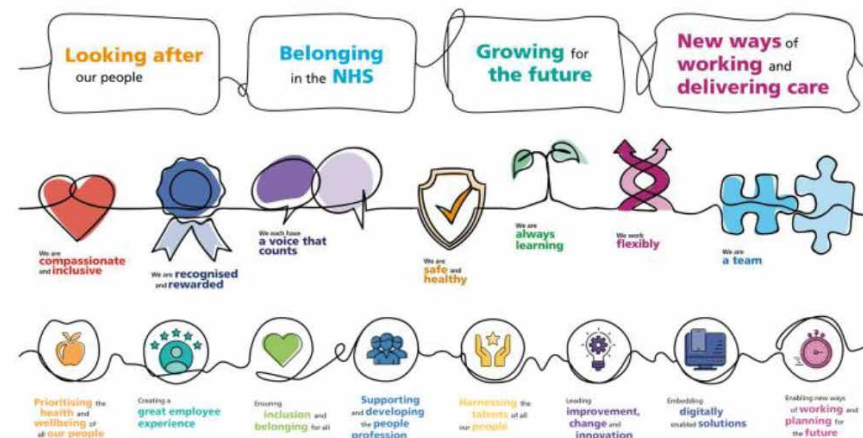 Looking after
our people
Belonging
in the NHS
Growing for
the future
New ways of
working and
delivering care
We are
compassionate
and inclusive
We are recognised
and rewarded
We each have
a voice that
counts
We are
safe and
healthy
We are
always
learning
We work
flexibly
We are
a team
Prioritising the
health and
wellbeing of
all our people
Creating a
great employee
experience
Ensuring
inclusion and
belonging for all
Supporting
and developing
the people
profession
Harnessing the
talents of all
our people
Leading
improvement,
change and
innovation
Embedding
digitally
enabled solutions
Enabling new ways
of working and
planning for
the future